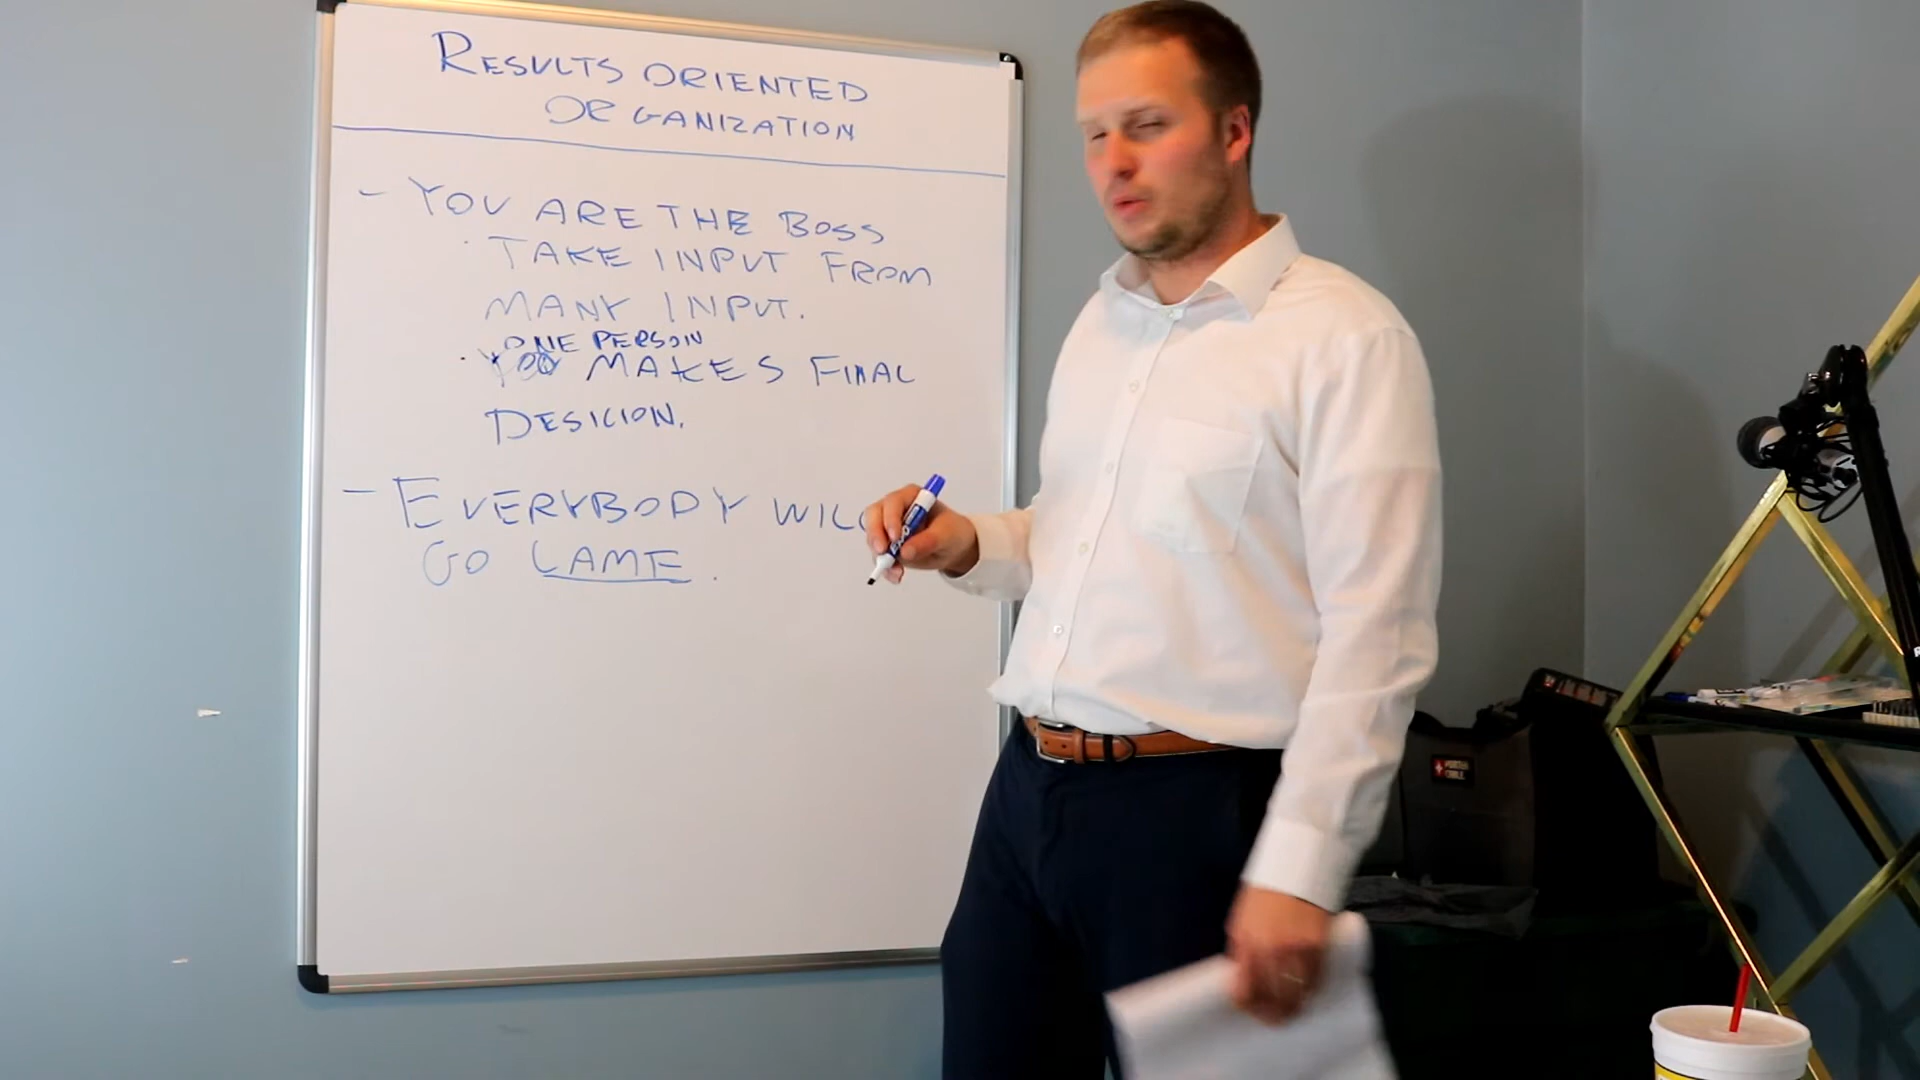 RESULTS ORIENTED
ORGANIZATION
- YOU ARE THE BOSS
· TAKE INPUT FROM
MANY INPUT.
ONE PERSON
· MAKES FINAL
DESICION.
- EVERYBODY WILL
GO LAME.